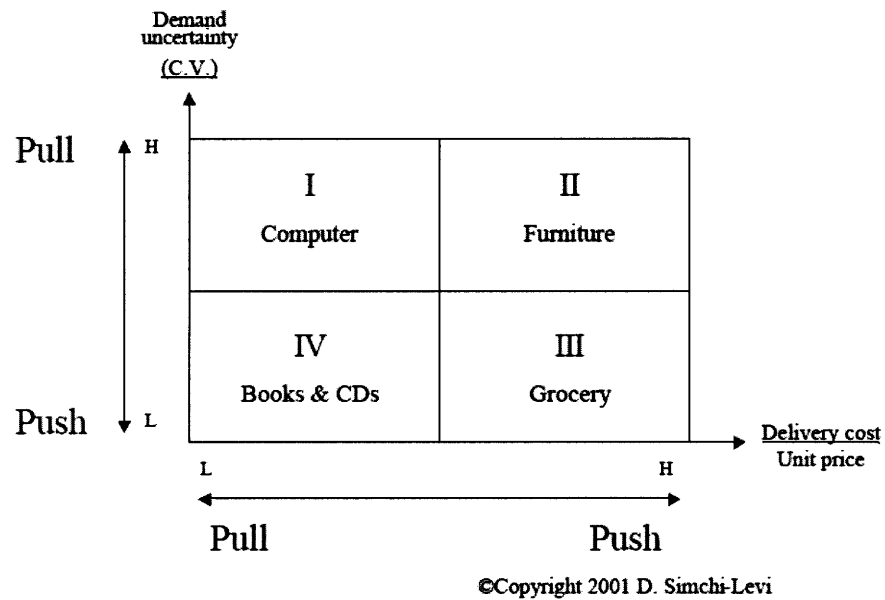 Demand
uncertainty
(C.V.)
Pull
H
I
II
Computer
Furniture
IV
III
Books & CDs
Grocery
Push
L
Delivery cost
Unit price
L
H
Pull
Push
©Copyright 2001 D. Simchi-Levi